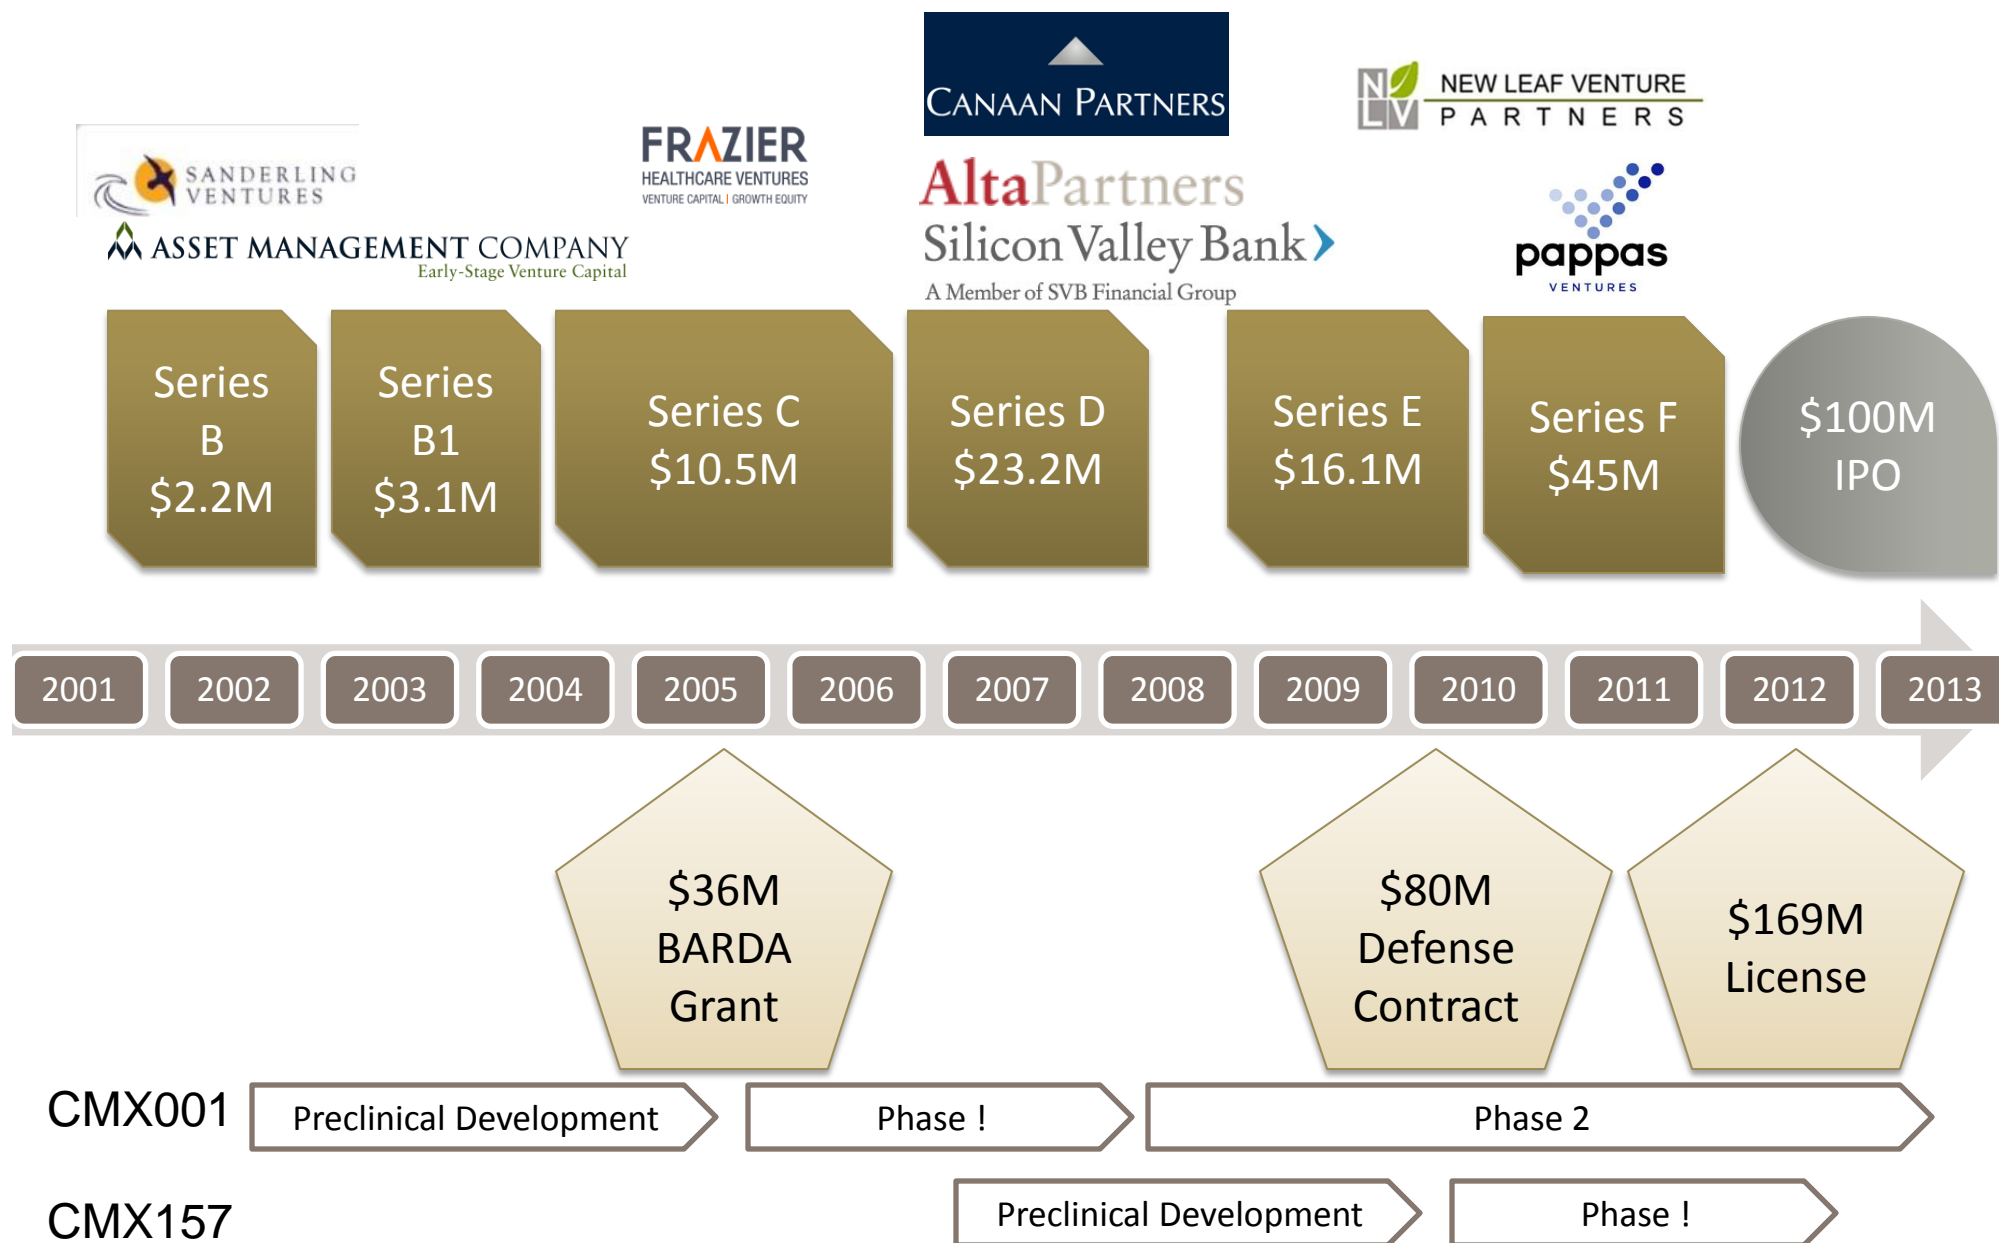 CANAAN PARTNERS
NLV
NEW LEAF VENTURE
PARTNERS
SANDERLING
VENTURES
FRAZIER
HEALTHCARE VENTURES
VENTURE CAPITAL | GROWTH EQUITY
AltaPartners
ASSET MANAGEMENT COMPANY
Early-Stage Venture Capital
Silicon Valley Bank
A Member of SVB Financial Group
pappas
VENTURES
Series
B
$2.2M
Series
B1
$3.1M
Series C
$10.5M
Series D
$23.2M
Series E
$16.1M
Series F
$45M
$100M
IPO
2001
2002
2003
2004
2005
2006
2007
2008
2009
2010
2011
2012
2013
$36M
BARDA
Grant
$80M
Defense
Contract
$169M
License
CMX001
Preclinical Development
Phase !
Phase 2
CMX157
Preclinical Development
Phase !